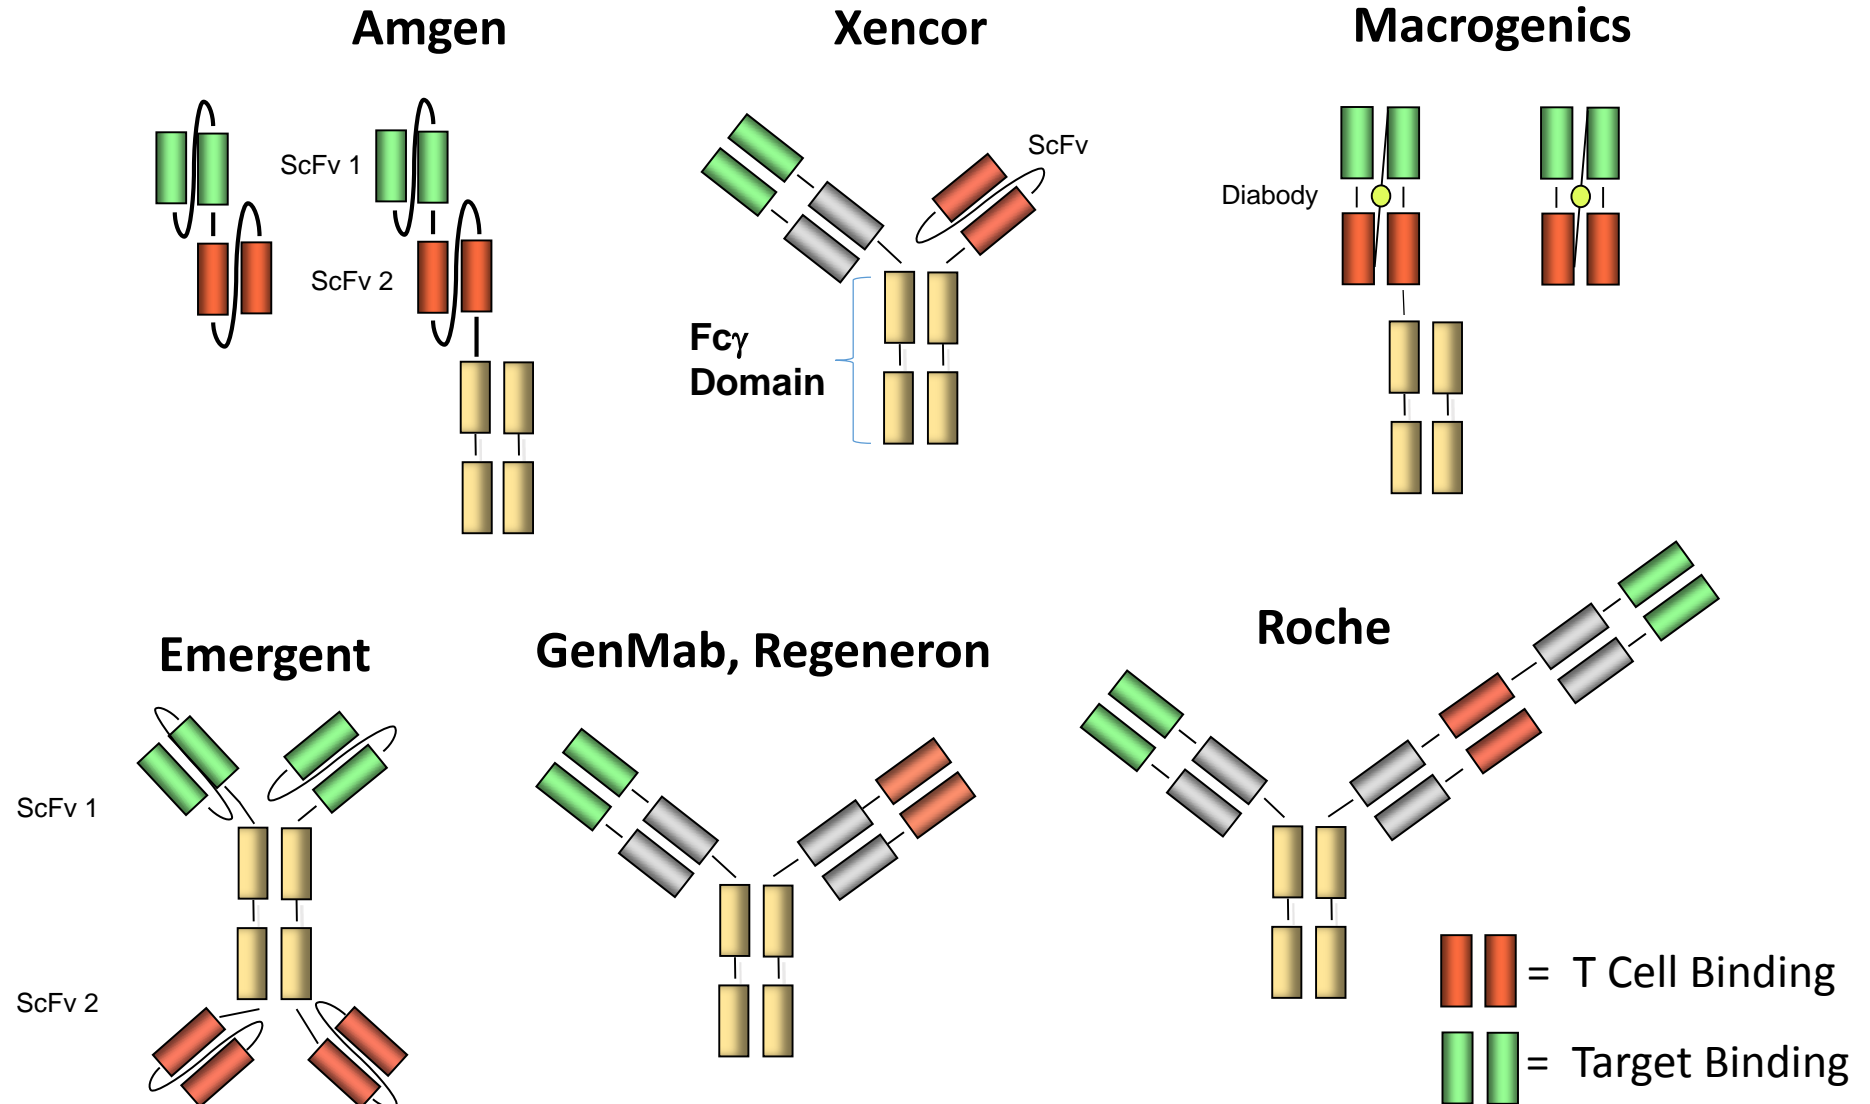 Amgen
Xencor
Macrogenics
ScFv
ScFv 1
Diabody
ScFv 2
Fcγ
Domain
Emergent
GenMab, Regeneron
Roche
ScFv 1
= T Cell Binding
ScFv 2
= Target Binding